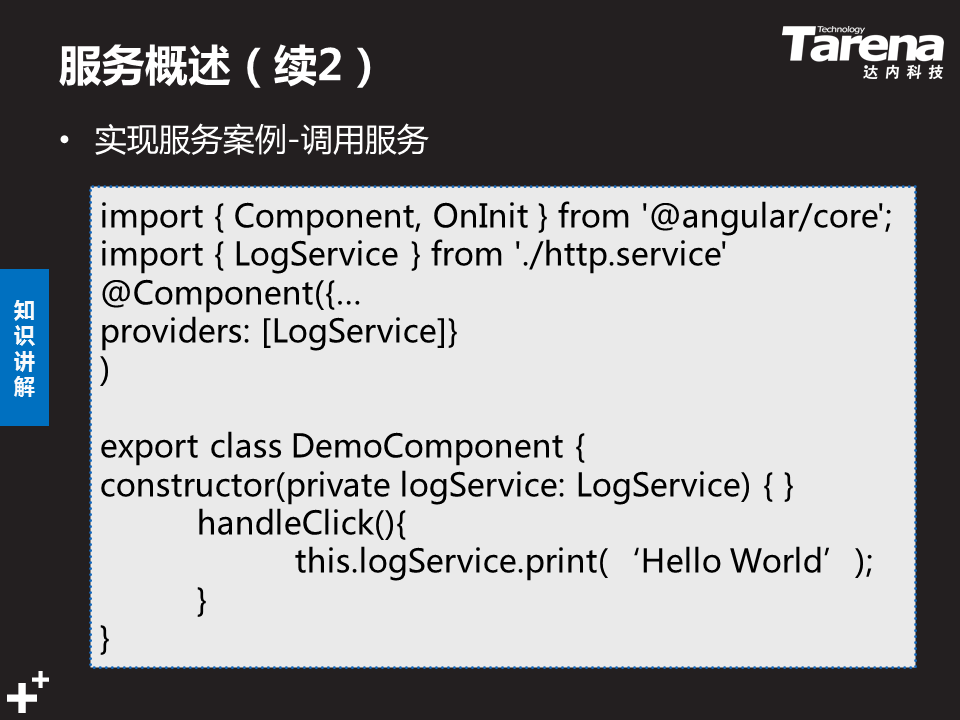 服务概述（续2）
Technology
Tarena
达内科技
• 实现服务案例-调用服务
知
识
讲
解
import { Component, OnInit } from '@angular/core';
import { LogService } from './http.service'
@Component({…
providers: [LogService]}
)
export class DemoComponent {
constructor(private logService: LogService) { }
handleClick(){
this.logService.print(‘Hello World’);
}
}